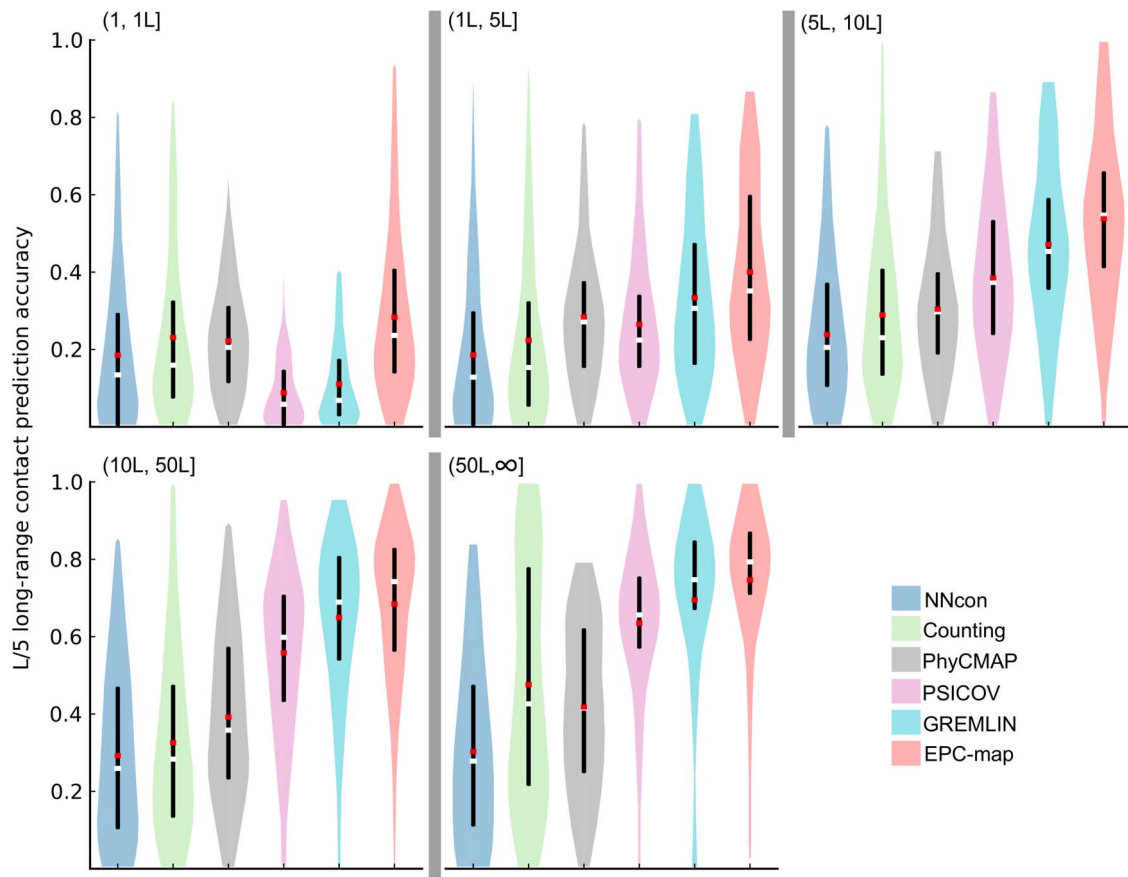 (1, 1L]
(1L, 5L]
(5L, 10L]
1.0
0.8
0.6
0.4
0.2
(10L, 50L]
(50L,∞]
1.0
0.8
0.6
0.4
0.2
L/5 long-range contact prediction accuracy
NNcon
Counting
PhyCMAP
PSICOV
GREMLIN
EPC-map